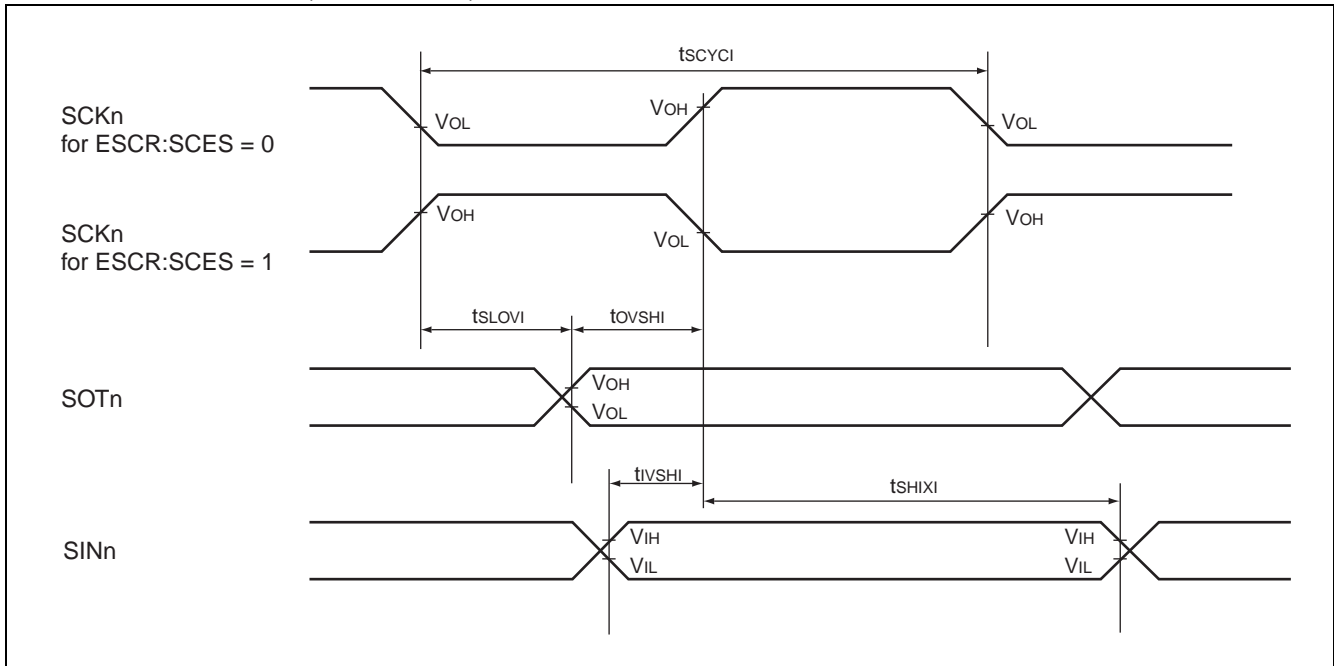 tSCYCI
SCKn
for ESCR:SCES = 0
VOL
VOH
VOL
SCKn
for ESCR:SCES = 1
VOH
VOL
VOH
tSLOVI
tOVSHI
SOTn
VOH
VOL
tIVSHI
tSHIXI
SINn
VIH
VIL
VIH
VIL